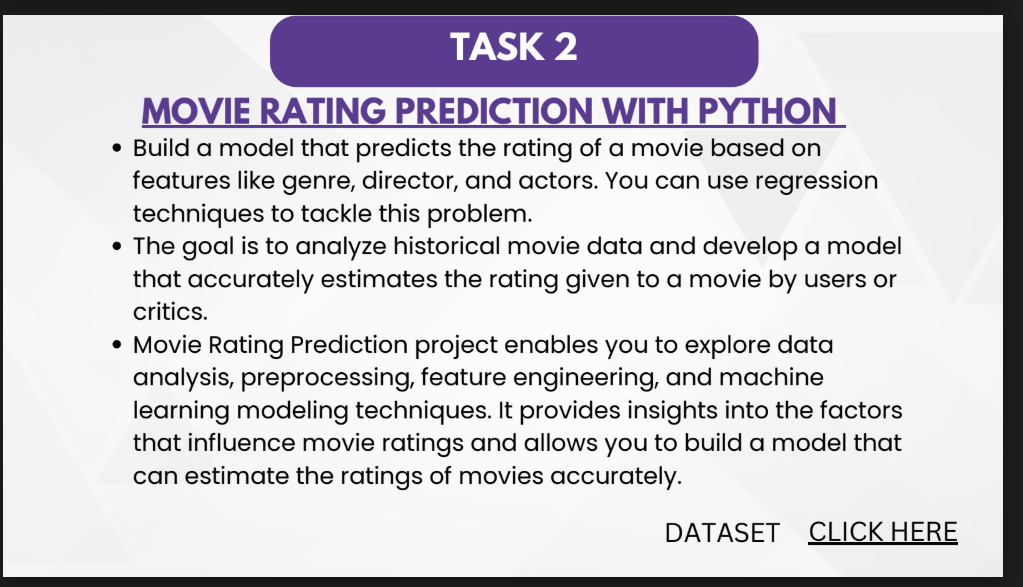 TASK 2
MOVIE RATING PREDICTION WITH PYTHON
• Build a model that predicts the rating of a movie based on
features like genre, director, and actors. You can use regression
techniques to tackle this problem.
• The goal is to analyze historical movie data and develop a model
that accurately estimates the rating given to a movie by users or
critics.
• Movie Rating Prediction project enables you to explore data
analysis, preprocessing, feature engineering, and machine
learning modeling techniques. It provides insights into the factors
that influence movie ratings and allows you to build a model that
can estimate the ratings of movies accurately.
DATASET CLICK HERE